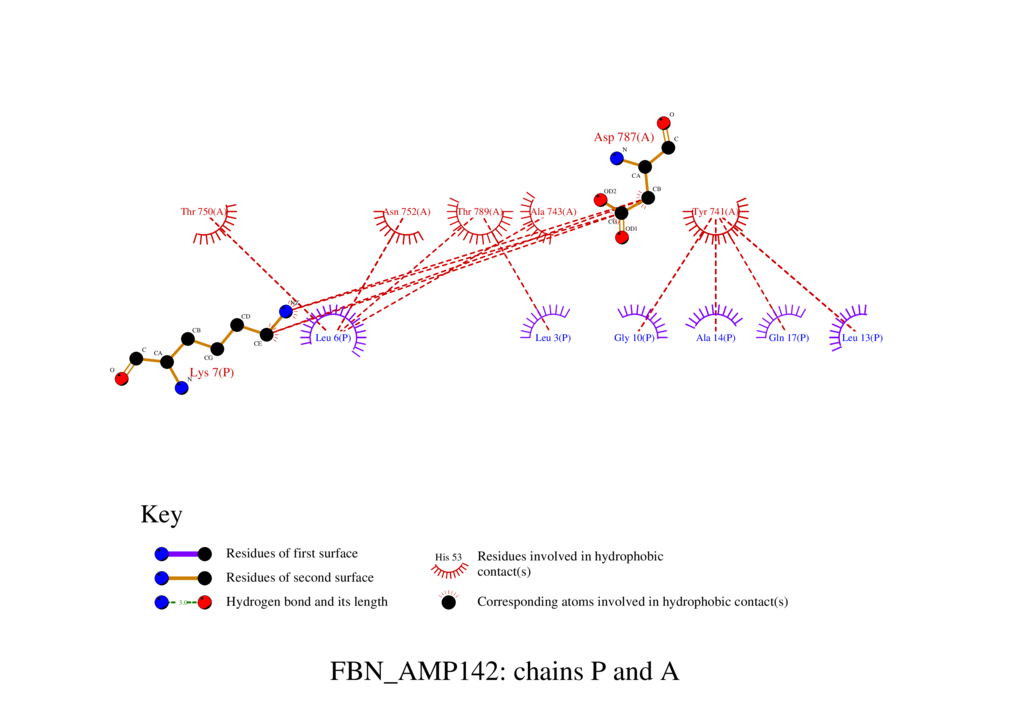 O
C
Asp 787(A)
N
CA
CB
OD2
CG
OD1
Thr 750(A)
Asn 752(A)
Thr 789(A)
Ala 743(A)
Tyr 741(A)
CD
CB
CE
CG
C
CA
O
N
Lys 7(P)
Leu 6(P)
Leu 3(P)
Gly 10(P)
Ala 14(P)
Gln 17(P)
Leu 13(P)
Key
Residues of first surface
Residues of second surface
3.0
Hydrogen bond and its length
His 53
Residues involved in hydrophobic
contact(s)
Corresponding atoms involved in hydrophobic contact(s)
FBN_AMP142: chains P and A